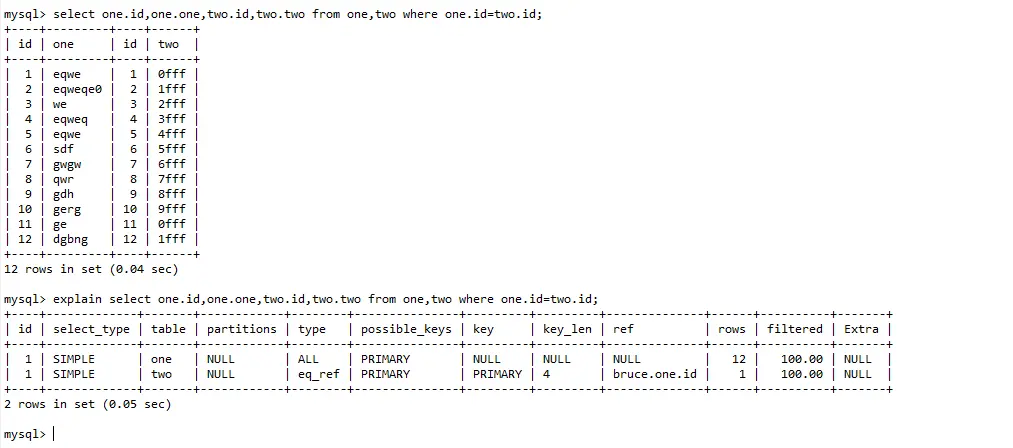 mysql> select one.id,one.one,two.id,two.two from one,two where one.id=two.id;
+----+---------+----+------+
| id | one     | id | two  |
+----+---------+----+------+
|  1 | eqwe    |  1 | 0fff |
|  2 | eqweqe0 |  2 | 1fff |
|  3 | we      |  3 | 2fff |
|  4 | eqweq   |  4 | 3fff |
|  5 | eqwe    |  5 | 4fff |
|  6 | sdf     |  6 | 5fff |
|  7 | gwgw    |  7 | 6fff |
|  8 | qwr     |  8 | 7fff |
|  9 | gdh     |  9 | 8fff |
| 10 | gerg    | 10 | 9fff |
| 11 | ge      | 11 | 0fff |
| 12 | dgbng   | 12 | 1fff |
+----+---------+----+------+
12 rows in set (0.04 sec)
mysql> explain select one.id,one.one,two.id,two.two from one,two where one.id=two.id;
+----+-------------+-------+------------+--------+---------------+---------+---------+--------------+------+----------+-------+
| id | select_type | table | partitions | type   | possible_keys | key     | key_len | ref          | rows | filtered | Extra |
+----+-------------+-------+------------+--------+---------------+---------+---------+--------------+------+----------+-------+
|  1 | SIMPLE      | one   | NULL       | ALL    | PRIMARY       | NULL    | NULL    | NULL         |   12 |   100.00 | NULL  |
|  1 | SIMPLE      | two   | NULL       | eq_ref | PRIMARY       | PRIMARY | 4       | bruce.one.id |    1 |   100.00 | NULL  |
+----+-------------+-------+------------+--------+---------------+---------+---------+--------------+------+----------+-------+
2 rows in set (0.05 sec)
mysql>